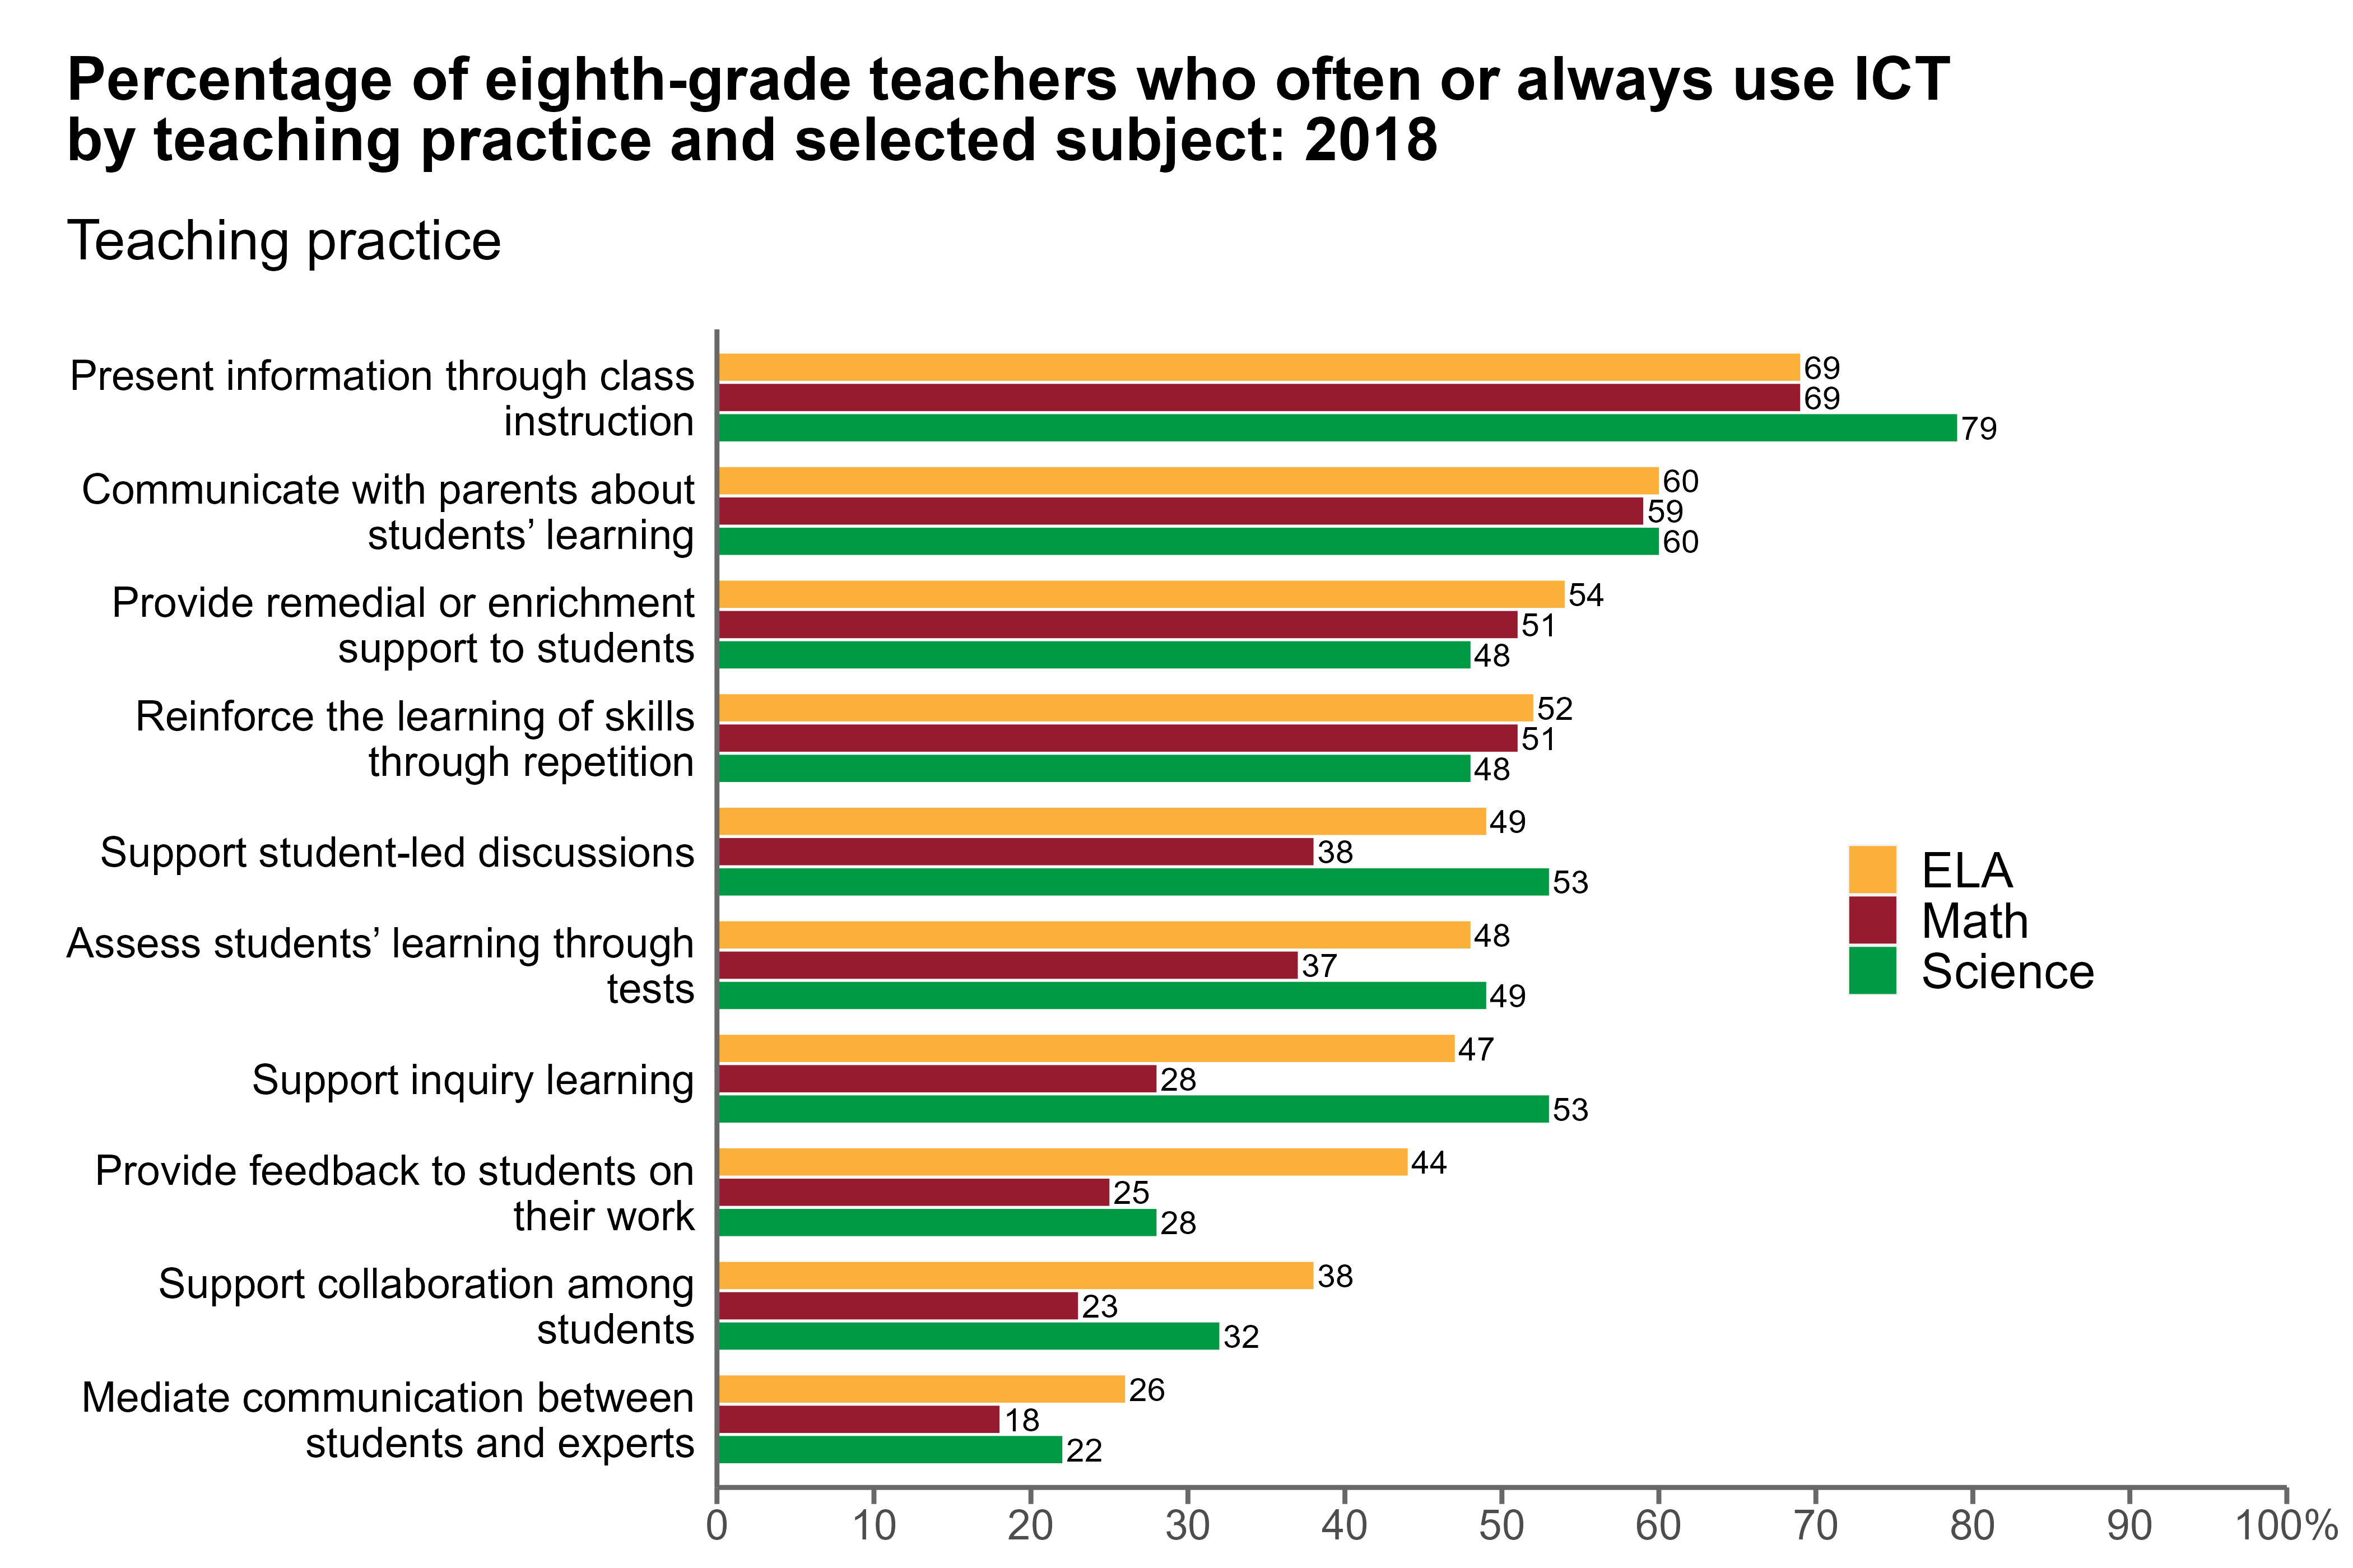 Percentage of eighth-grade teachers who often or always use ICT
by teaching practice and selected subject: 2018
Teaching practice
Present information through class
instruction
69
69
79
Communicate with parents about
students’ learning
60
59
60
Provide remedial or enrichment
support to students
54
51
48
Reinforce the learning of skills
through repetition
52
51
48
Support student-led discussions
49
38
53
Assess students’ learning through
tests
48
37
49
Support inquiry learning
47
28
53
Provide feedback to students on
their work
44
25
28
Support collaboration among
students
38
23
32
Mediate communication between
students and experts
26
18
22
ELA
Math
Science
0 10 20 30 40 50 60 70 80 90 100%